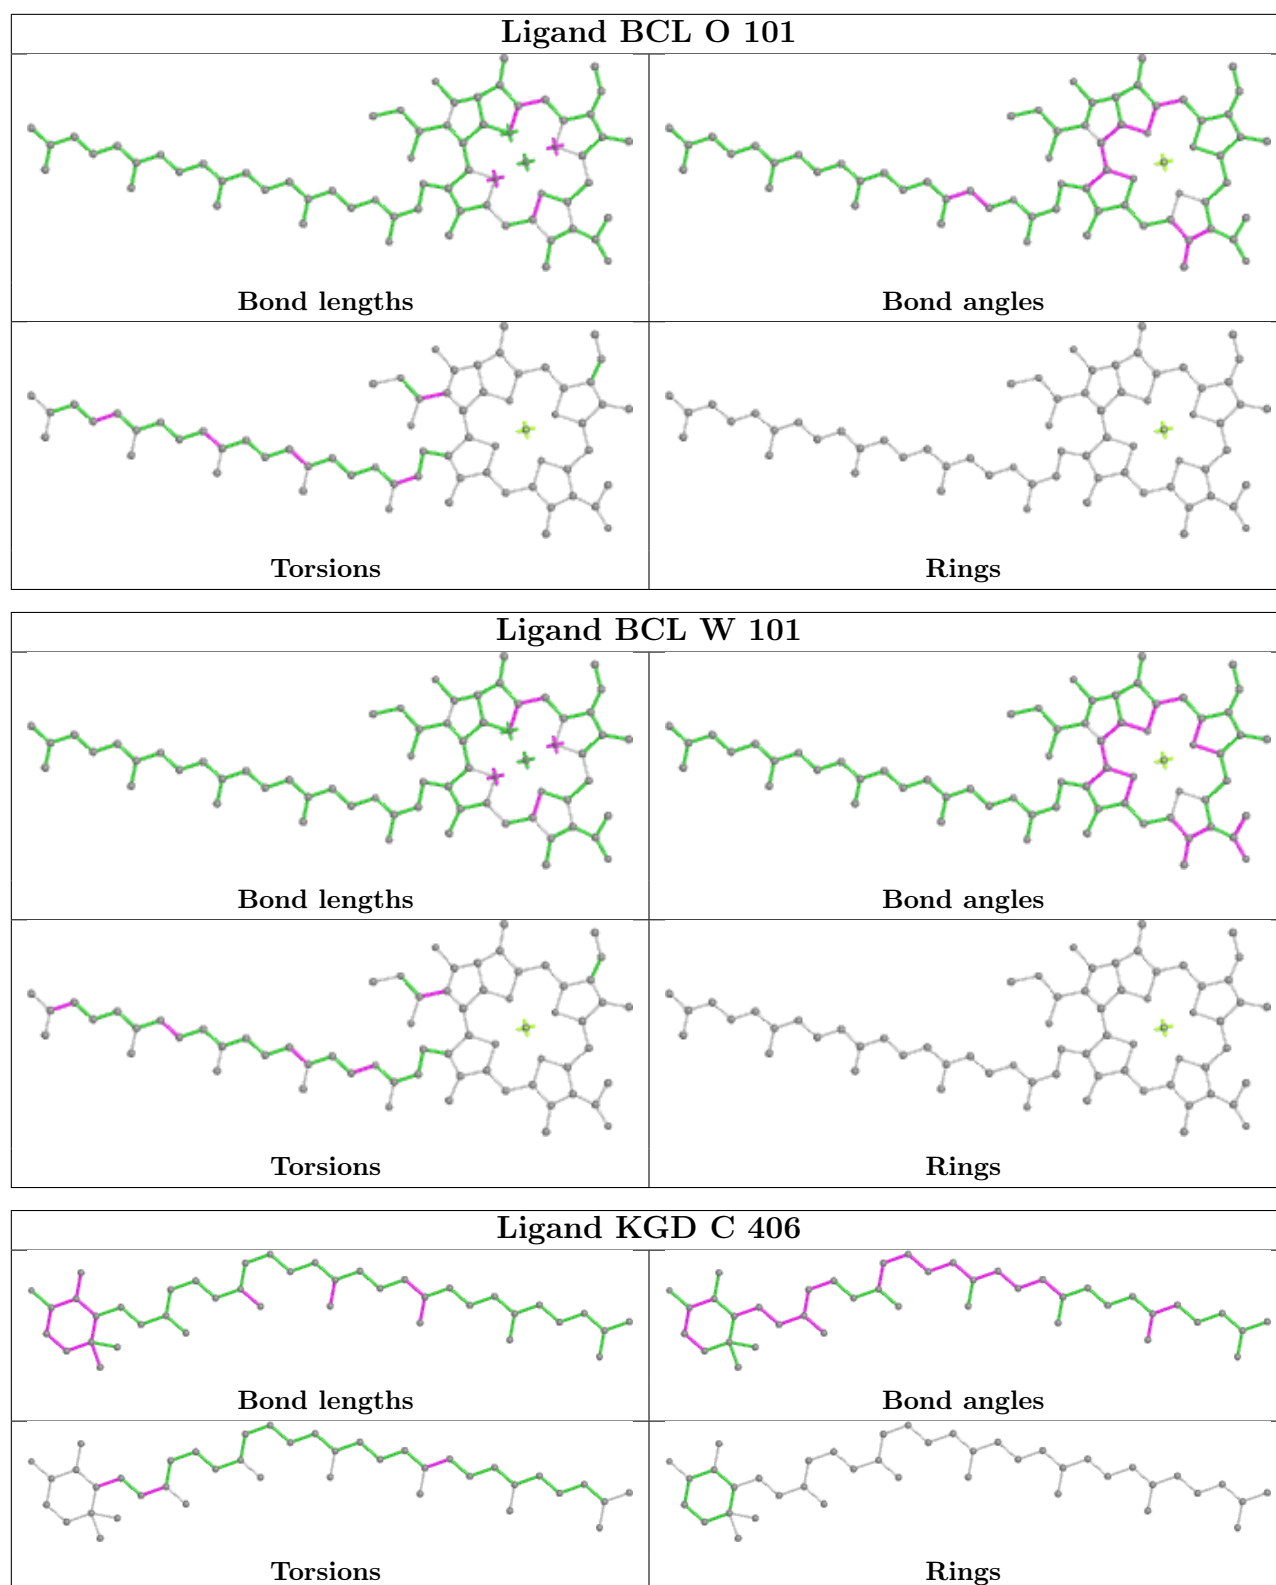 Ligand BCL O 101
Bond lengths
Bond angles
Torsions
Rings
Ligand BCL W 101
Bond lengths
Bond angles
Torsions
Rings
Ligand KGD C 406
Bond lengths
Bond angles
Torsions
Rings